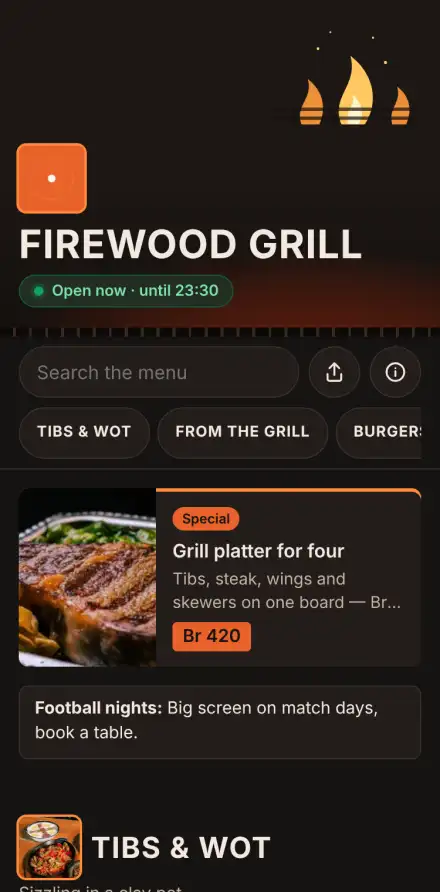 FIREWOOD GRILL
Open now · until 23:30
Search the menu
TIBS & WOT
FROM THE GRILL
BURGERS
Special
Grill platter for four
Tibs, steak, wings and
skewers on one board — Br...
Br 420
Football nights: Big screen on match days,
book a table.
TIBS & WOT
Sizzling in a clay pot